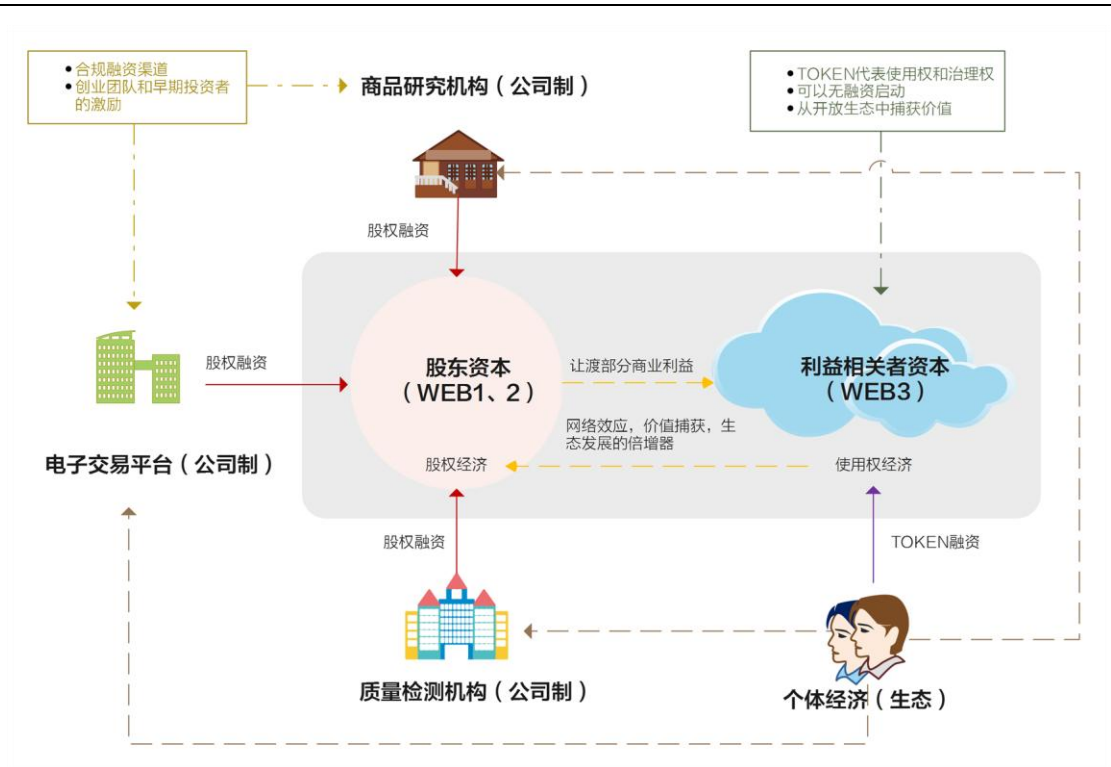 •合规融资渠道
•创业团队和早期投资者
的激励
商品研究机构（公司制）
•TOKEN代表使用权和治理权
•可以无融资启动
•从开放生态中捕获价值
股权融资
股权融资
股东资本
（WEB1、2）
让渡部分商业利益
利益相关者资本
（WEB3）
网络效应，价值捕获，生
态发展的倍增器
电子交易平台（公司制）
股权经济
使用权经济
股权融资
TOKEN融资
质量检测机构（公司制）
个体经济（生态）